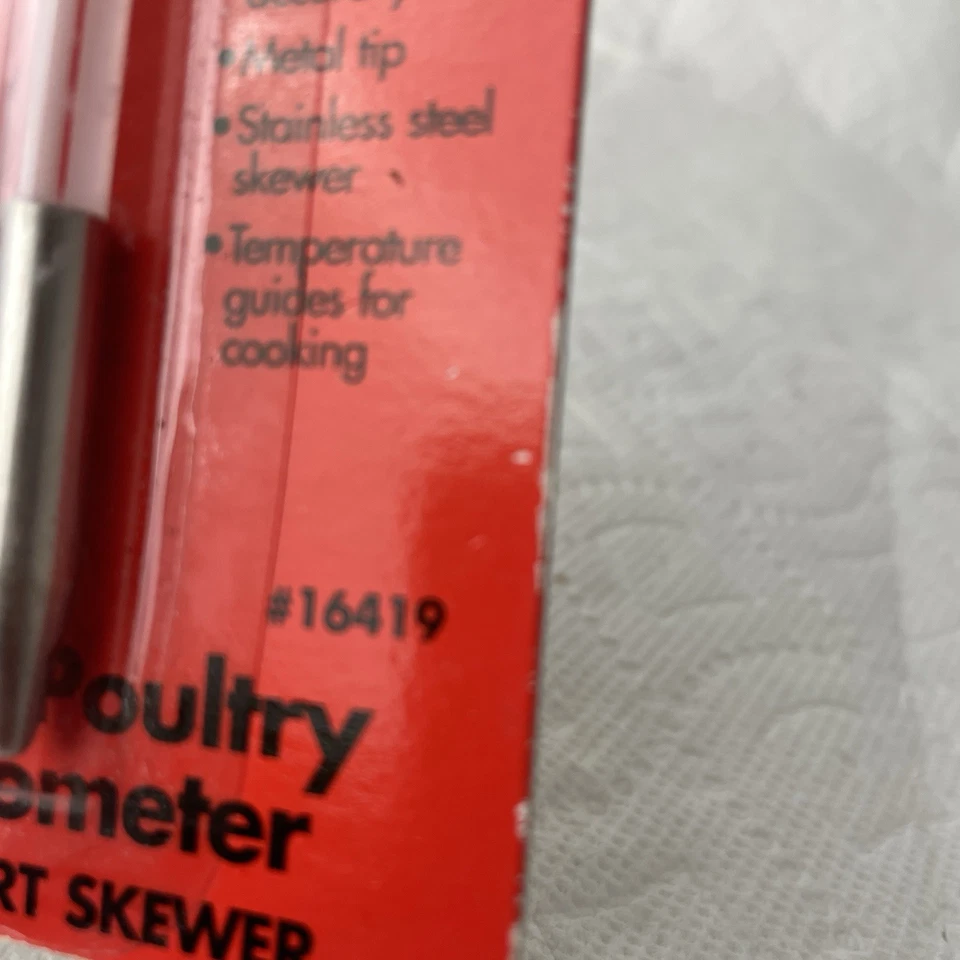 • Metal tip
• Stainless steel
skewer
• Temperature
guides for
cooking
#16419
Poultry
ometer
RT SKEWER